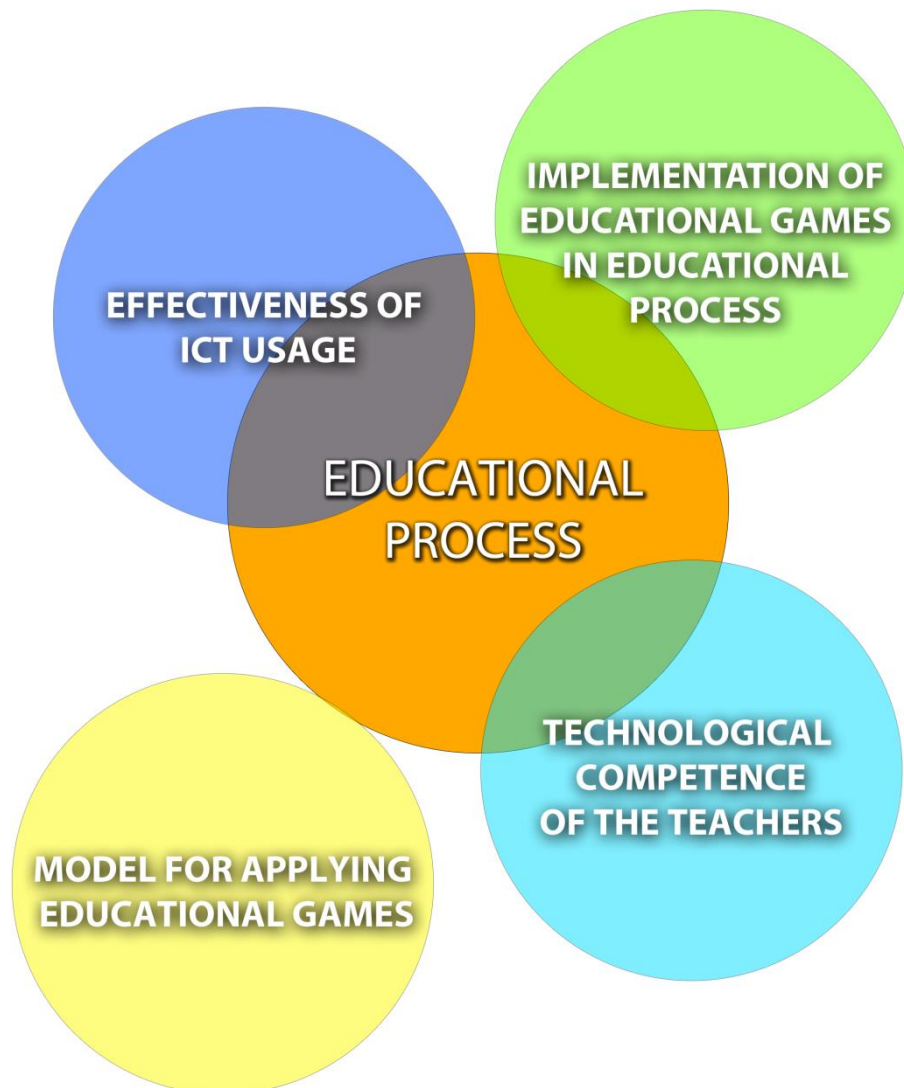 IMPLEMENTATION OF
EDUCATIONAL GAMES
IN EDUCATIONAL
PROCESS
EFFECTIVENESS OF
ICT USAGE
EDUCATIONAL
PROCESS
TECHNOLOGICAL
COMPETENCE
OF THE TEACHERS
MODEL FOR APPLYING
EDUCATIONAL GAMES